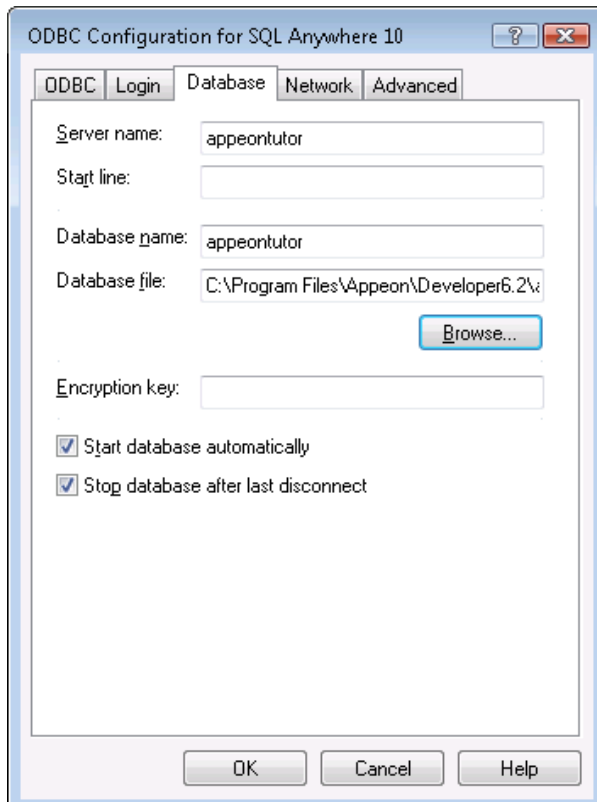 ODBC Configuration for SQL Anywhere 10
ODBC Login Database Network Advanced
Server name: appeontutor
Start line:
Database name: appeontutor
Database file: C:\Program Files\Appeon\Developer6.2\
Browse...
Encryption key:
Start database automatically
Stop database after last disconnect
OK Cancel Help